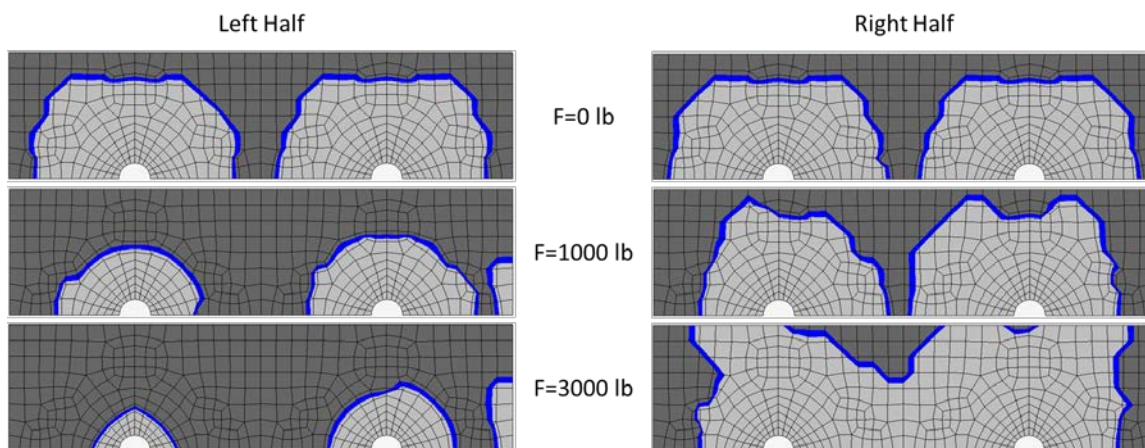 Left Half
Right Half
F=0 lb
F=1000 lb
F=3000 lb